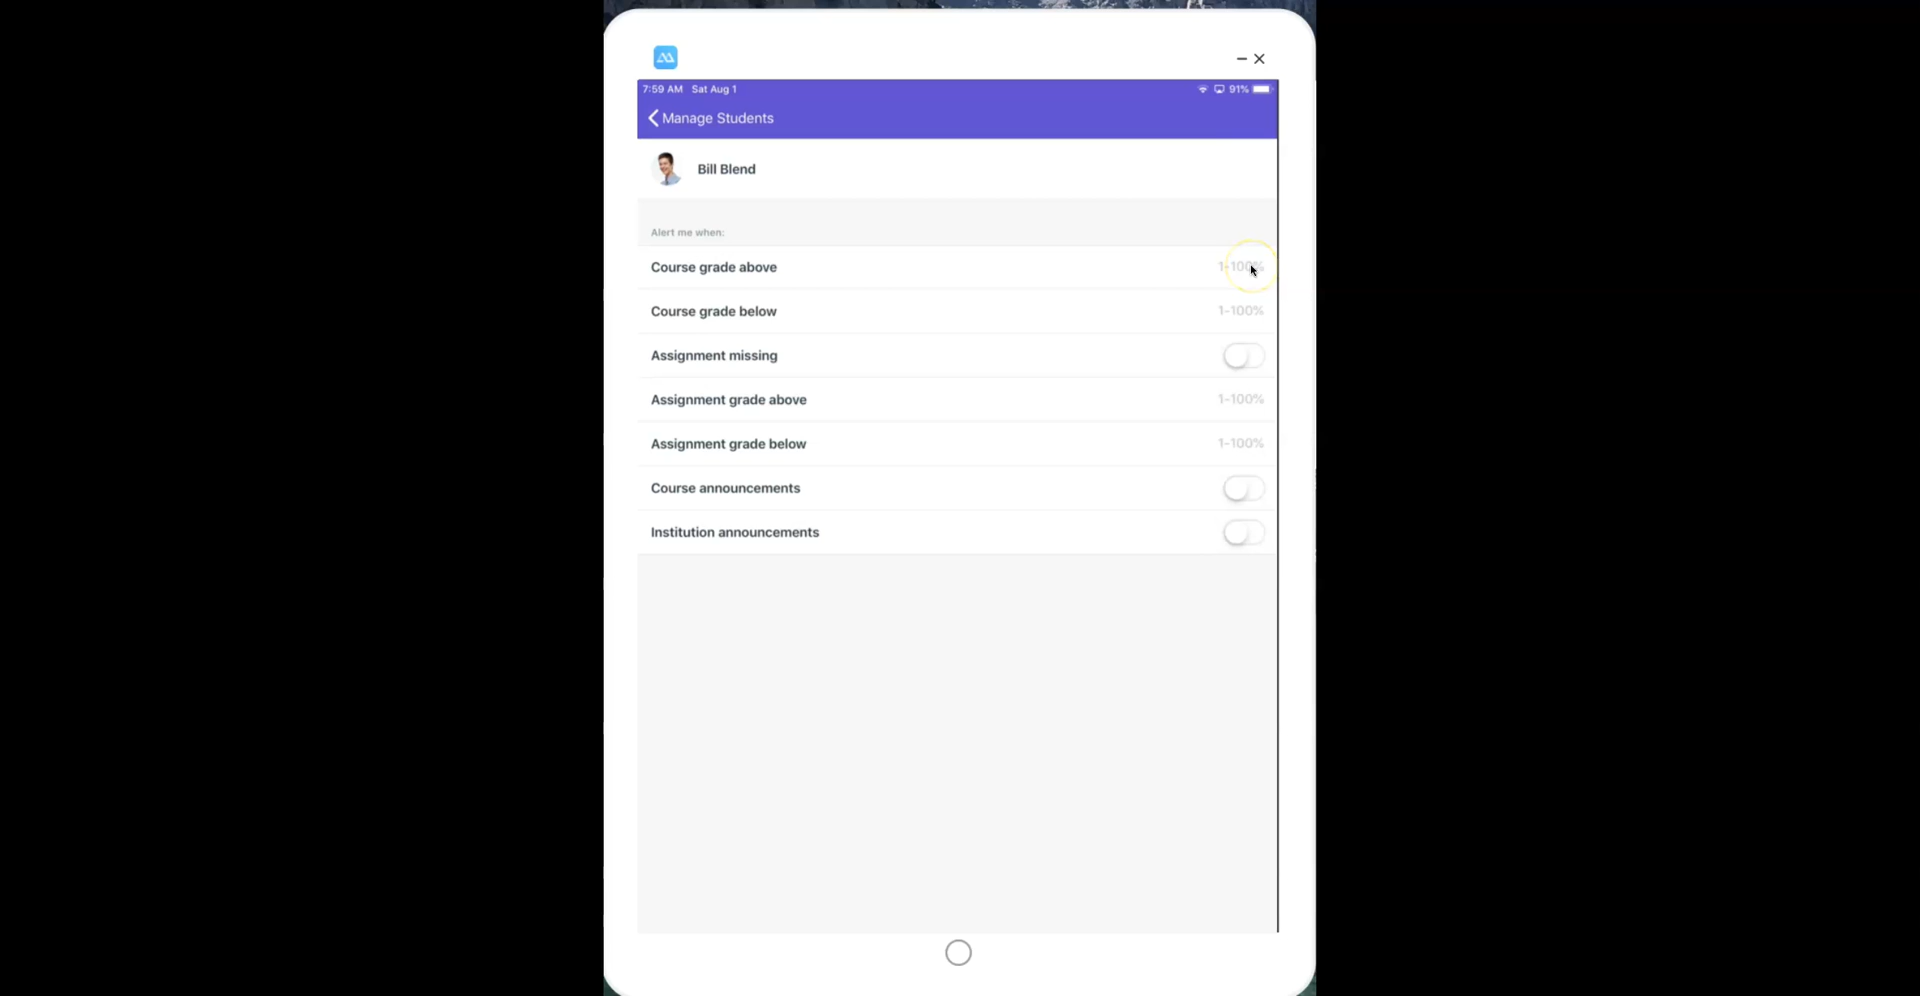 7:59 AM Sat Aug 1 91%
Manage Students
Bill Blend
Alert me when:
Course grade above 1-100%
Course grade below 1-100%
Assignment missing
Assignment grade above 1-100%
Assignment grade below 1-100%
Course announcements
Institution announcements